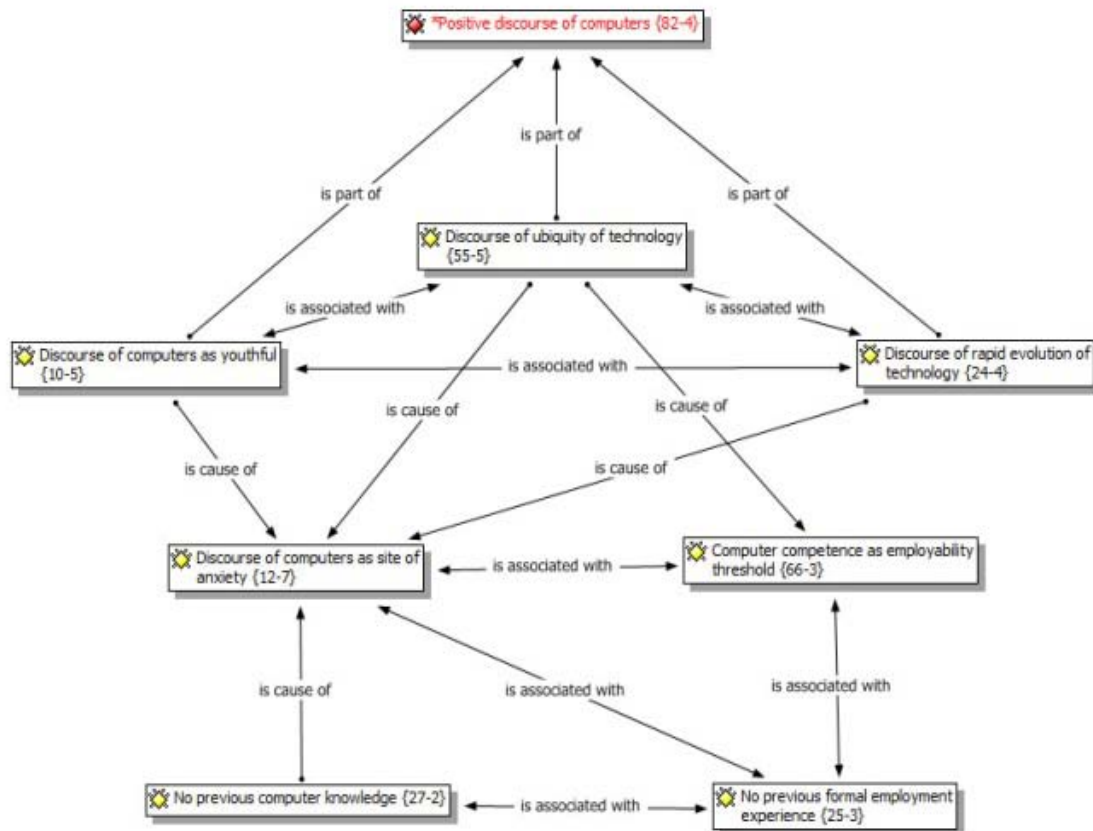 *Positive discourse of computers {82-4}
is part of
is part of
is part of
Discourse of ubiquity of technology
{55-5}
is associated with
is associated with
Discourse of computers as youthful
{10-5}
is associated with
Discourse of rapid evolution of
technology {24-4}
is cause of
is cause of
is cause of
is cause of
Discourse of computers as site of
anxiety {12-7}
is associated with
Computer competence as employability
threshold {66-3}
is cause of
is associated with
is associated with
No previous computer knowledge {27-2}
is associated with
No previous formal employment
experience {25-3}